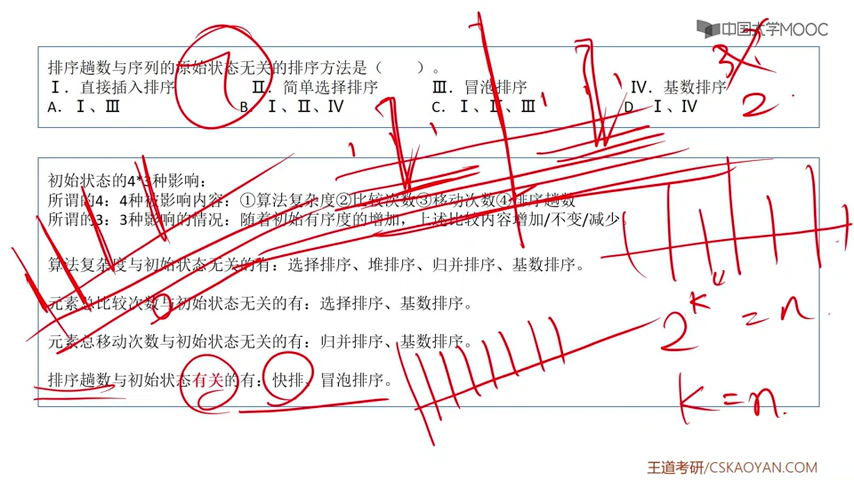 中国大学MOOC
排序趟数与序列的原始状态无关的排序方法是（ ）。
Ⅰ. 直接插入排序 Ⅱ. 简单选择排序 Ⅲ. 冒泡排序 Ⅳ. 基数排序
A. Ⅰ、Ⅲ B. Ⅰ、Ⅱ、Ⅳ C. Ⅰ、Ⅱ、Ⅲ D. Ⅰ、Ⅳ
2
初始状态的4*3种影响：
所谓的4：4种被影响内容：①算法复杂度②比较次数③移动次数④排序趟数
所谓的3：3种影响的情况：随着初始有序度的增加，上述比较内容增加/不变/减少
算法复杂度与初始状态无关的有：选择排序、堆排序、归并排序、基数排序。
元素总比较次数与初始状态无关的有：选择排序、基数排序。
2^k = n
元素总移动次数与初始状态无关的有：归并排序、基数排序。
排序趟数与初始状态有关的有：快排、冒泡排序。
k = n
王道考研/CSKAOYAN.COM